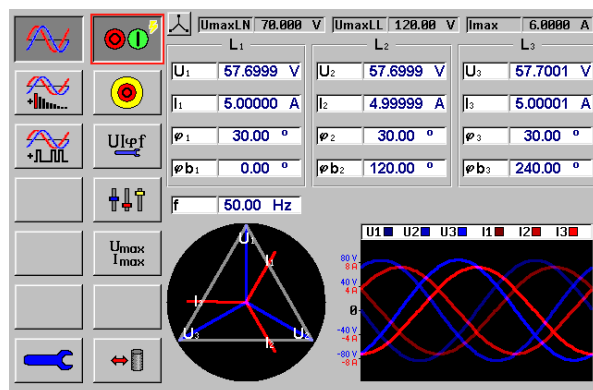 UmaxLN 70.000 V UmaxLL 120.00 V Imax 6.0000 A
L1 L2 L3
U1 57.6999 V U2 57.6999 V U3 57.7001 V
I1 5.00000 A I2 4.99999 A I3 5.00001 A
φ1 30.00 º φ2 30.00 º φ3 30.00 º
φb1 0.00 º φb2 120.00 º φb3 240.00 º
f 50.00 Hz
UIφf
Umax
Imax
U1
I1
I3
U3 U2
I2
U1 U2 U3 I1 I2 I3
80 V
8 A
40 V
4 A
0
-40 V
-4 A
-80 V
-8 A